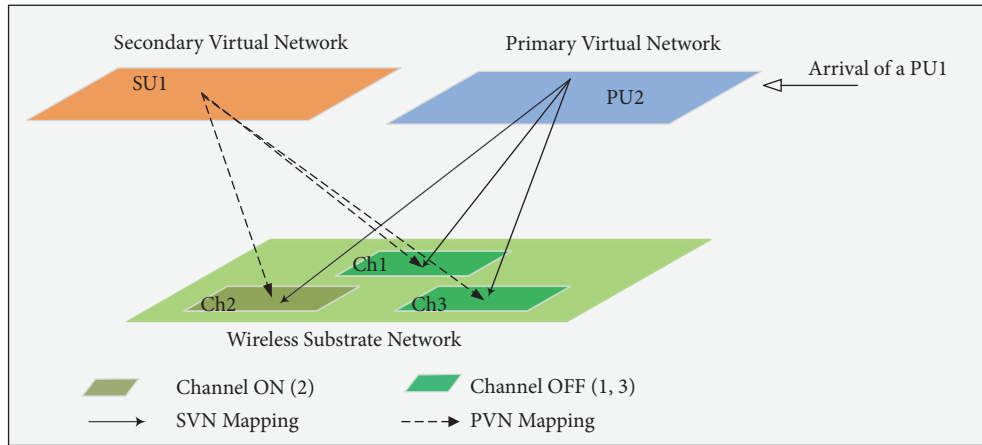 Secondary Virtual Network
Primary Virtual Network
SU1
PU2
Arrival of a PU1
Ch1
Ch2
Ch3
Wireless Substrate Network
Channel ON (2)
Channel OFF (1, 3)
SVN Mapping
PVN Mapping